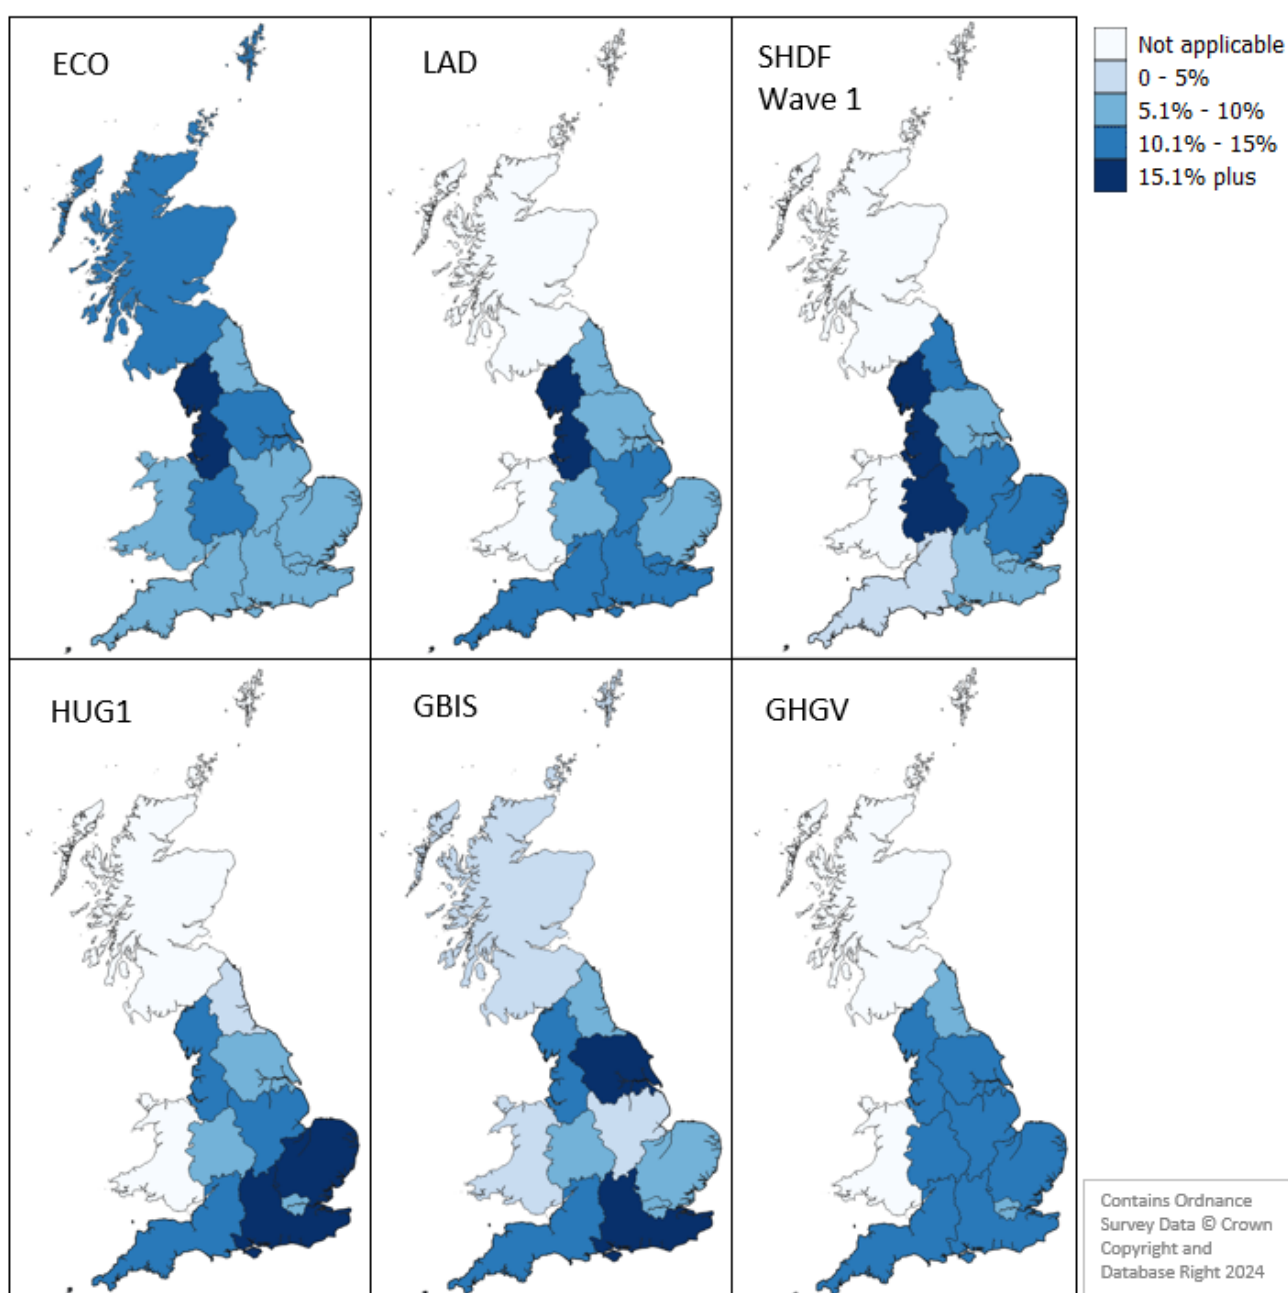 ECO
LAD
SHDF
Wave 1
Not applicable
0 - 5%
5.1% - 10%
10.1% - 15%
15.1% plus
HUG1
GBIS
GHGV
Contains Ordnance
Survey Data © Crown
Copyright and
Database Right 2024